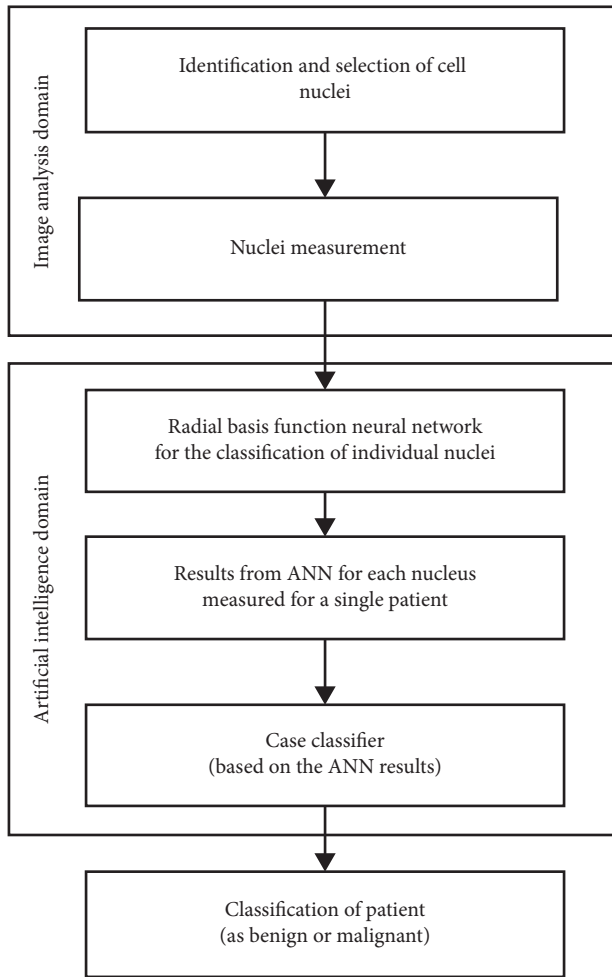 Image analysis domain
Identification and selection of cell
nuclei
Nuclei measurement
Artificial intelligence domain
Radial basis function neural network
for the classification of individual nuclei
Results from ANN for each nucleus
measured for a single patient
Case classifier
(based on the ANN results)
Classification of patient
(as benign or malignant)